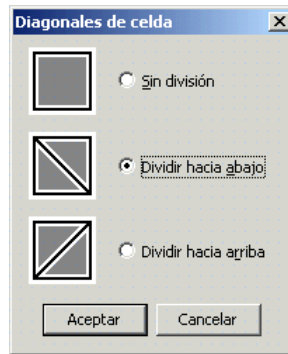 Diagonales de celda
Sin división
Dividir hacia abajo
Dividir hacia arriba
Aceptar Cancelar